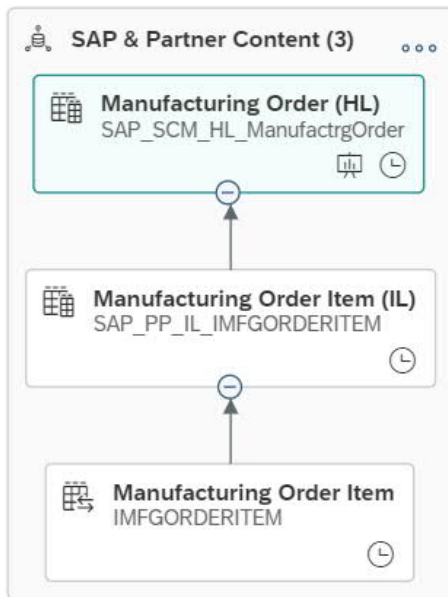 SAP & Partner Content (3)
Manufacturing Order (HL)
SAP_SCM_HL_ManufactrgOrder
Manufacturing Order Item (IL)
SAP_PP_IL_IMFGORDERITEM
Manufacturing Order Item
IMFGORDERITEM